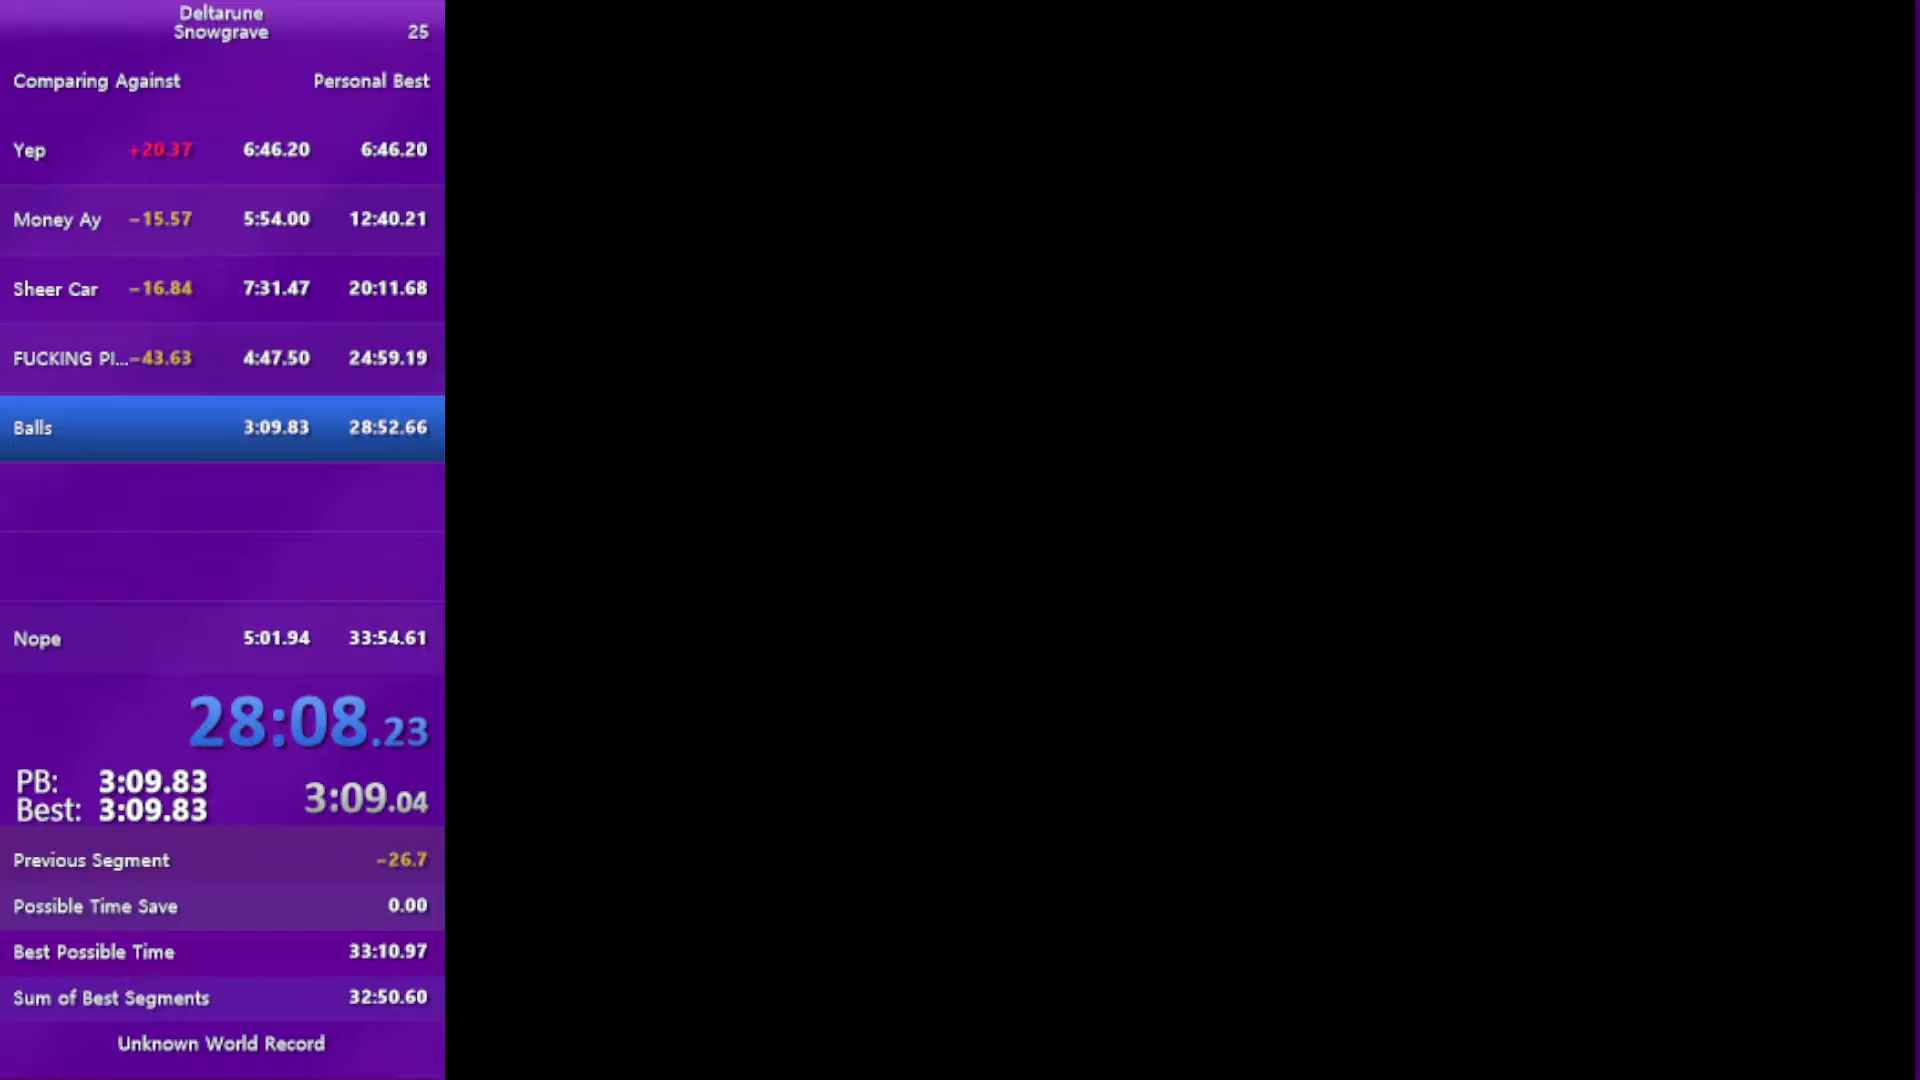 Deltarune
Snowgrave 25
Comparing Against Personal Best
Yep +20.37 6:46.20 6:46.20
Money Ay −15.57 5:54.00 12:40.21
Sheer Car −16.84 7:31.47 20:11.68
FUCKING PI...−43.63 4:47.50 24:59.19
Balls 3:09.83 28:52.66
Nope 5:01.94 33:54.61
28:08.23
PB: 3:09.83
Best: 3:09.83
3:09.04
Previous Segment −26.7
Possible Time Save 0.00
Best Possible Time 33:10.97
Sum of Best Segments 32:50.60
Unknown World Record